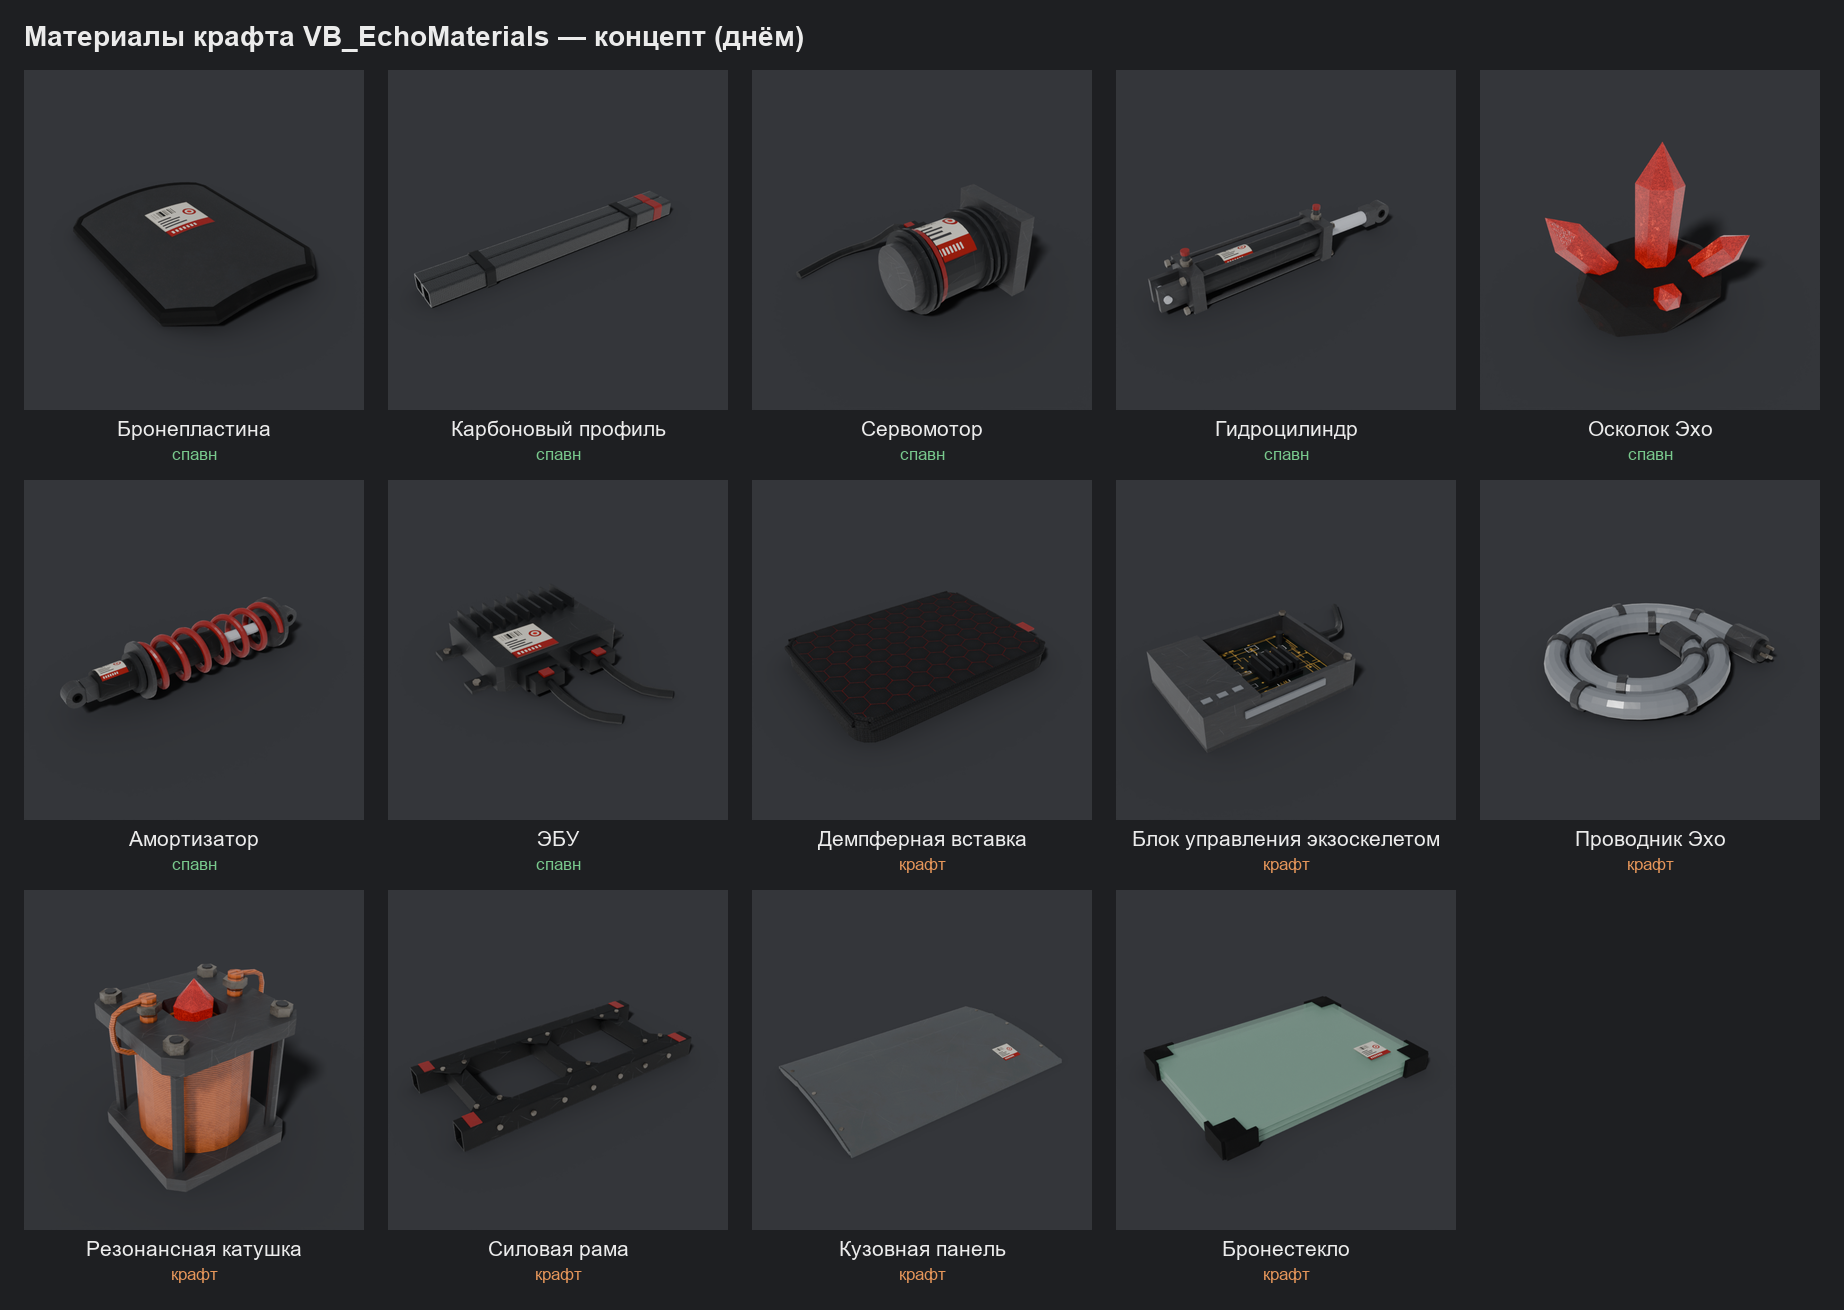 Материалы крафта VB_EchoMaterials — концепт (днём)
Бронепластина
спавн
Карбоновый профиль
спавн
Сервомотор
спавн
Гидроцилиндр
спавн
Осколок Эхо
спавн
Амортизатор
спавн
ЭБУ
спавн
Демпферная вставка
крафт
Блок управления экзоскелетом
крафт
Проводник Эхо
крафт
Резонансная катушка
крафт
Силовая рама
крафт
Кузовная панель
крафт
Бронестекло
крафт